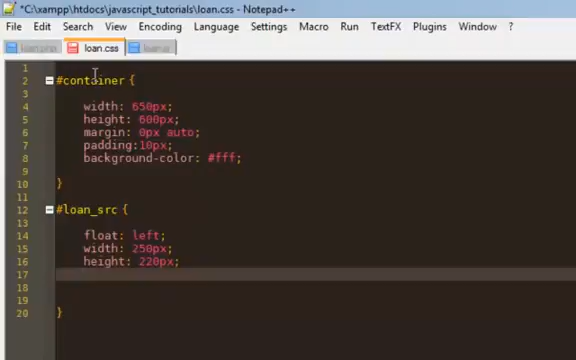 *C:\xampp\htdocs\javascript_tutorials\loan.css - Notepad++
File Edit Search View Encoding Language Settings Macro Run TextFX Plugins Window ?
loan.php loan.css
1
2 #container {
3
4 width: 650px;
5 height: 600px;
6 margin: 0px auto;
7 padding:10px;
8 background-color: #fff;
9
10 }
11
12 #loan_src {
13
14 float: left;
15 width: 250px;
16 height: 220px;
17
18
19
20 }